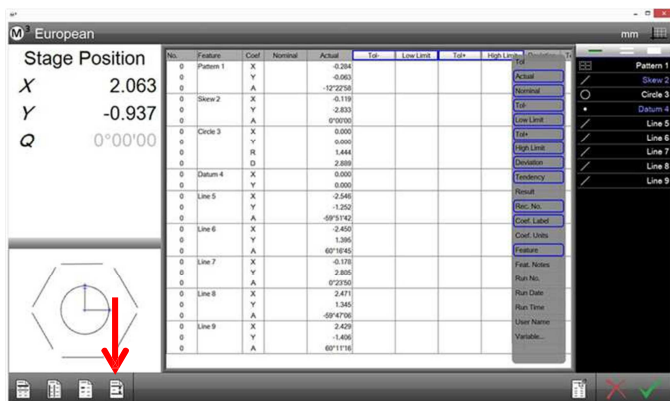 M3 European mm
Stage Position
X 2.063
Y -0.937
Q 0°00'00
No. Feature Coef Nominal Actual Tol- Low Limit Tol+ High Limit
0 Pattern 1 X -0.284
0 Y -0.063
0 A -12°22'58
0 Skew 2 X -0.119
0 Y -2.833
0 A 0°00'00
0 Circle 3 X 0.000
0 Y 0.000
0 R 1.444
0 D 2.889
0 Datum 4 X 0.000
0 Y 0.000
0 Line 5 X -2.546
0 Y -1.252
0 A -59°51'42
0 Line 6 X -2.450
0 Y 1.395
0 A 60°16'45
0 Line 7 X -0.178
0 Y 2.805
0 A 0°23'50
0 Line 8 X 2.471
0 Y 1.345
0 A -59°47'06
0 Line 9 X 2.429
0 Y -1.406
0 A 60°11'16
Tol
Actual
Nominal
Tol-
Low Limit
Tol+
High Limit
Deviation
Tendency
Result
Rec. No.
Coef. Label
Coef. Units
Feature
Feat. Notes
Run No.
Run Date
Run Time
User Name
Variable...
Pattern 1
Skew 2
Circle 3
Datum 4
Line 5
Line 6
Line 7
Line 8
Line 9